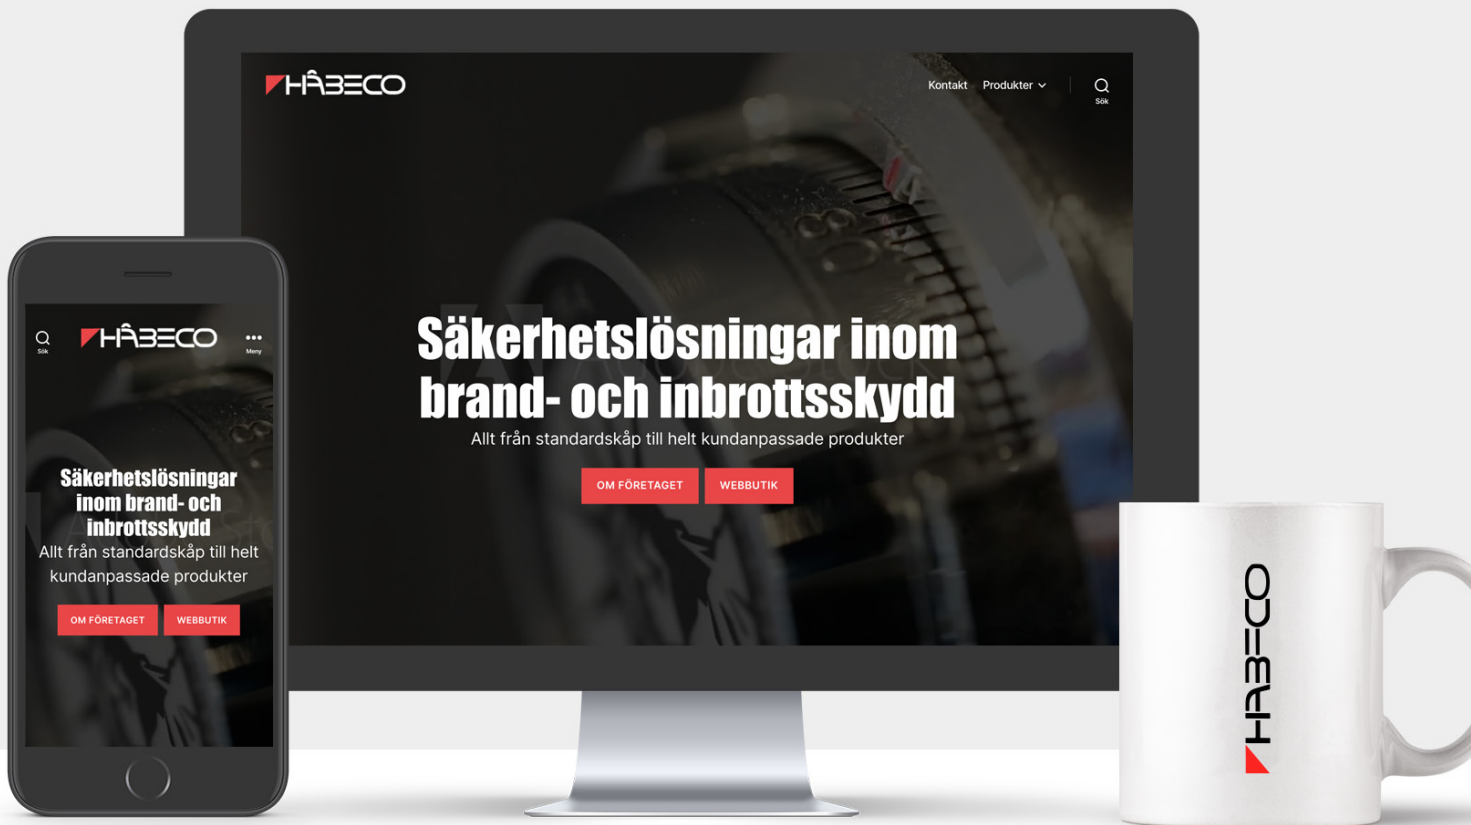 HÅBECO
Kontakt Produkter
Sök
Säkerhetslösningar inom
brand- och inbrottsskydd
Allt från standardskåp till helt kundanpassade produkter
OM FÖRETAGET WEBBUTIK
Sök
HÅBECO
Meny
Säkerhetslösningar
inom brand- och
inbrottsskydd
Allt från standardskåp till helt
kundanpassade produkter
OM FÖRETAGET WEBBUTIK
HABECO